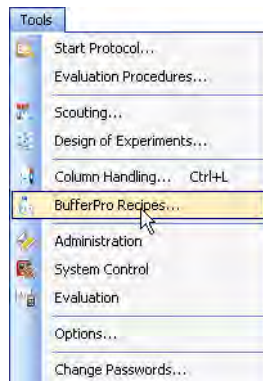 Tools
Start Protocol...
Evaluation Procedures...
Scouting...
Design of Experiments...
Column Handling... Ctrl+L
BufferPro Recipes...
Administration
System Control
Evaluation
Options...
Change Passwords...